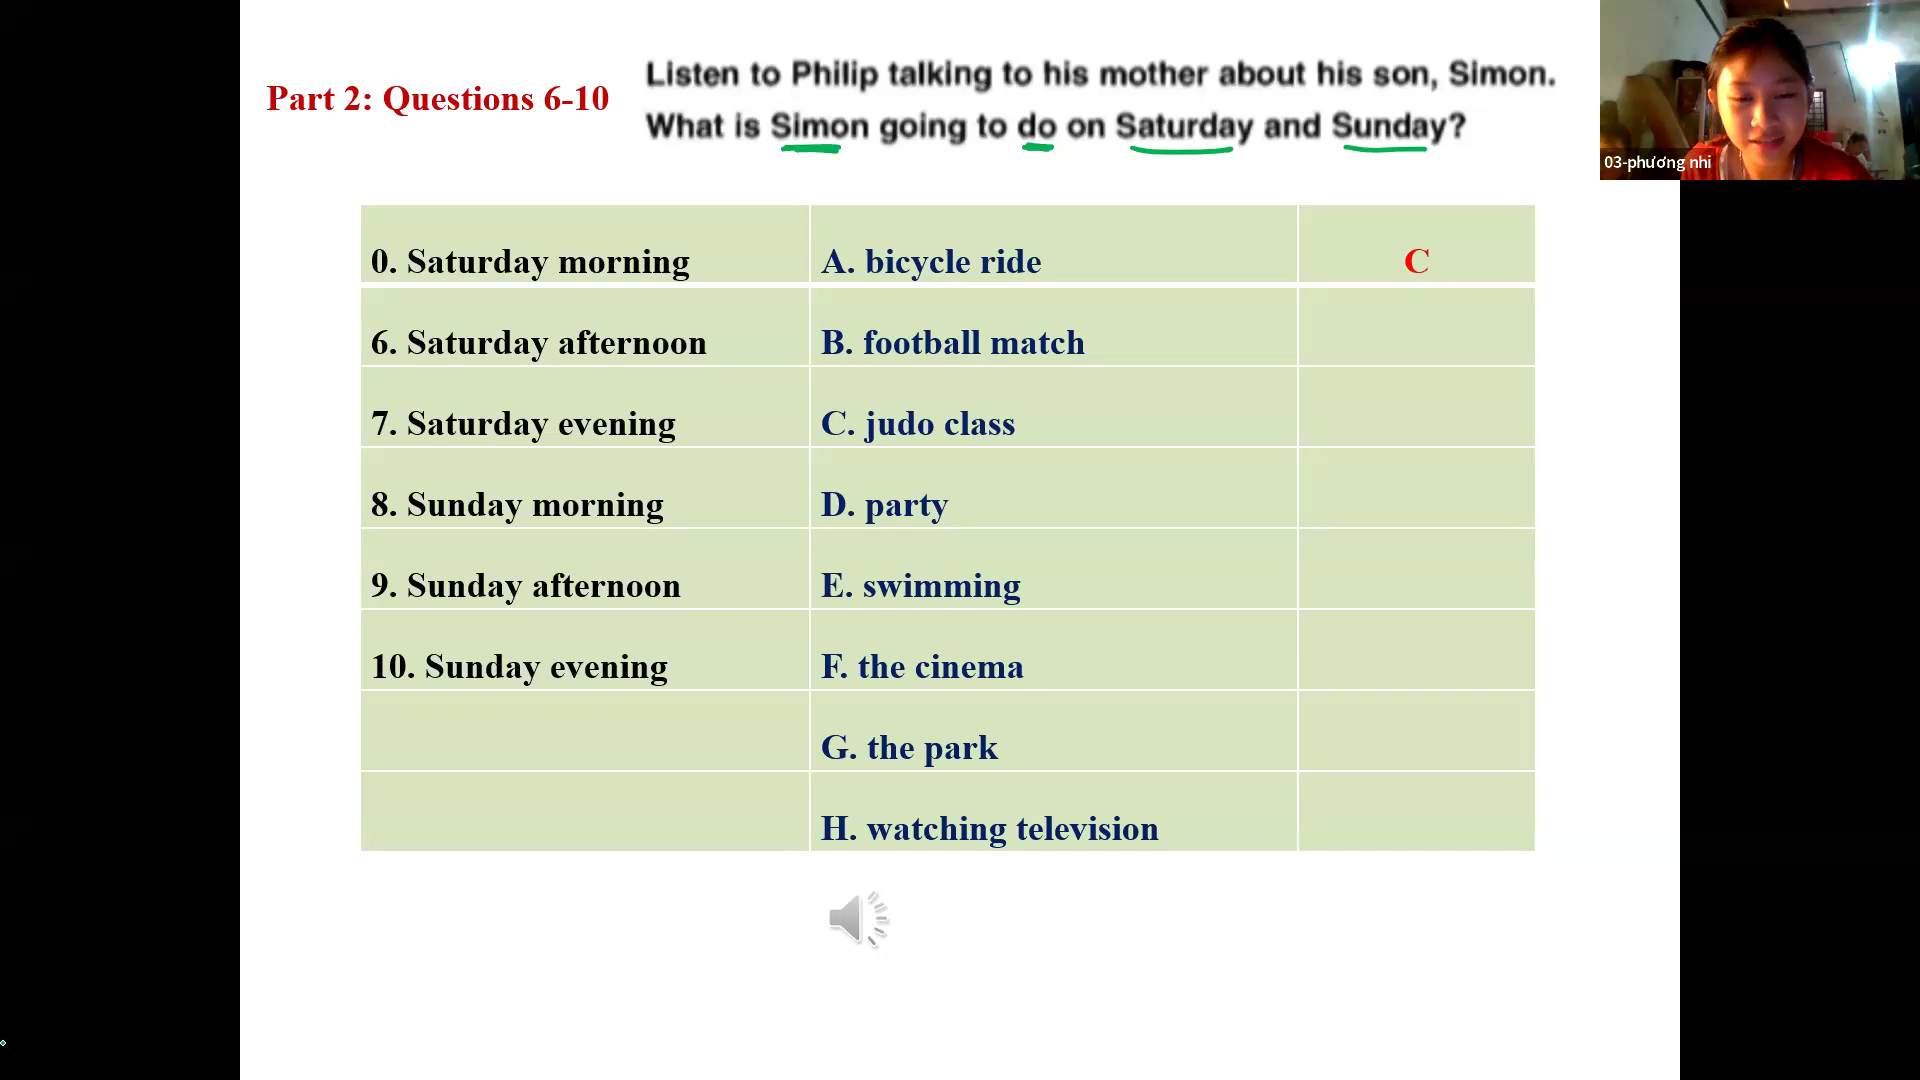 Part 2: Questions 6-10
Listen to Philip talking to his mother about his son, Simon.
What is Simon going to do on Saturday and Sunday?
03-phương nhi
0. Saturday morning A. bicycle ride C
6. Saturday afternoon B. football match
7. Saturday evening C. judo class
8. Sunday morning D. party
9. Sunday afternoon E. swimming
10. Sunday evening F. the cinema
G. the park
H. watching television